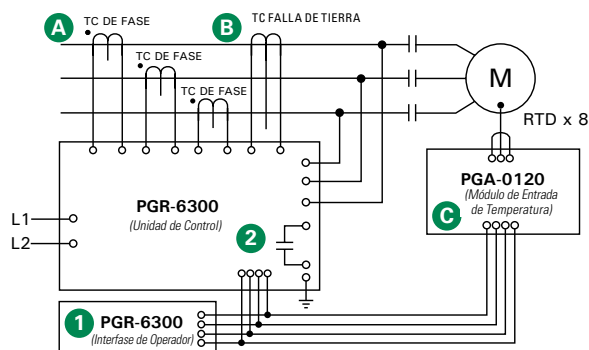 A
TC DE FASE
B
TC FALLA DE TIERRA
TC DE FASE
TC DE FASE
M
RTD x 8
PGR-6300
(Unidad de Control)
L1
L2
2
PGA-0120
(Módulo de Entrada
de Temperatura)
C
1
PGR-6300
(Interfase de Operador)